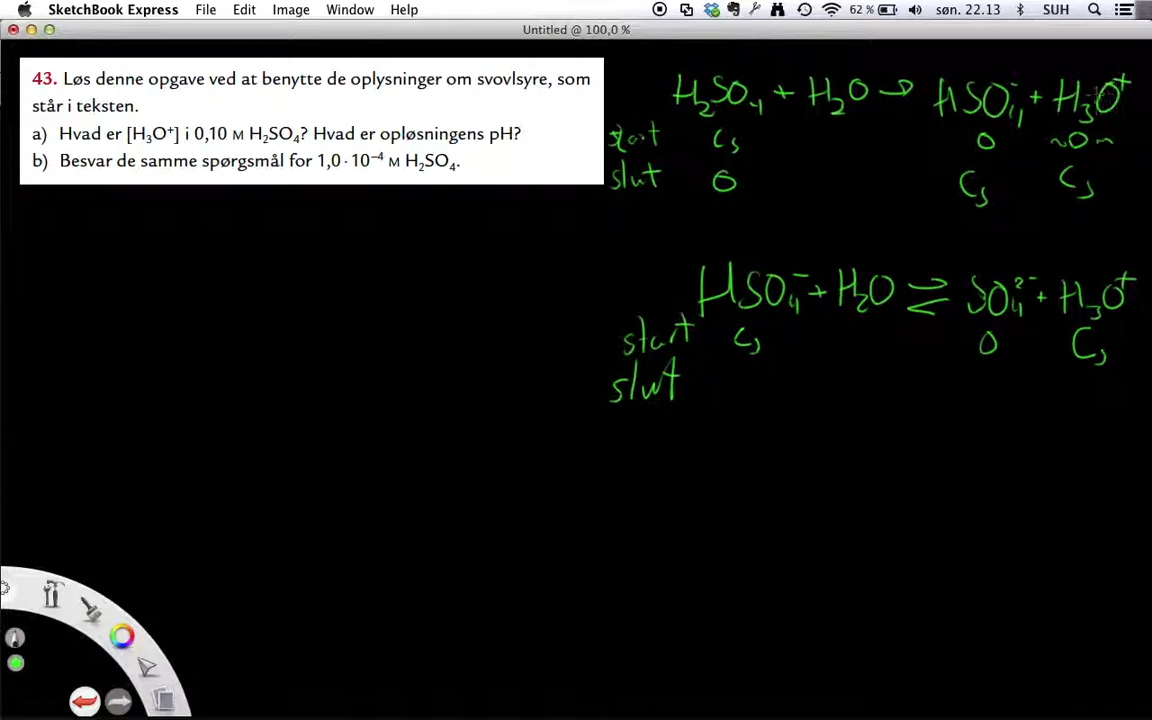 SketchBook Express File Edit Image Window Help 62 % søn. 22.13 SUH
Untitled @ 100,0 %
43. Løs denne opgave ved at benytte de oplysninger om svovlsyre, som
står i teksten.
a) Hvad er [H₃O⁺] i 0,10 M H₂SO₄? Hvad er opløsningens pH?
b) Besvar de samme spørgsmål for 1,0 · 10⁻⁴ M H₂SO₄.
H₂SO₄ + H₂O → HSO₄⁻ + H₃O⁺
start Cs 0 ~0~
slut 0 Cs Cs
HSO₄⁻ + H₂O ⇌ SO₄²⁻ + H₃O⁺
start Cs 0 Cs
slut